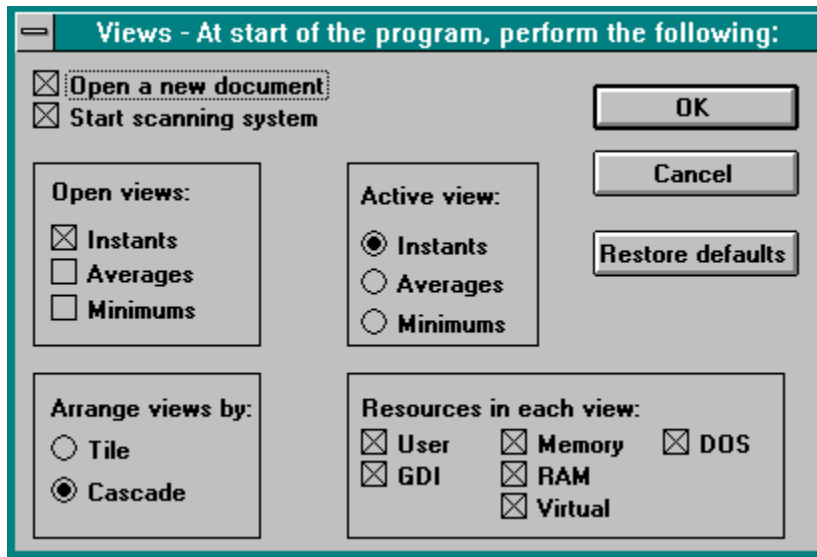 Views - At start of the program, perform the following:
Open a new document
Start scanning system
OK
Cancel
Restore defaults
Open views:
Instants
Averages
Minimums
Active view:
Instants
Averages
Minimums
Arrange views by:
Tile
Cascade
Resources in each view:
User Memory DOS
GDI RAM
Virtual